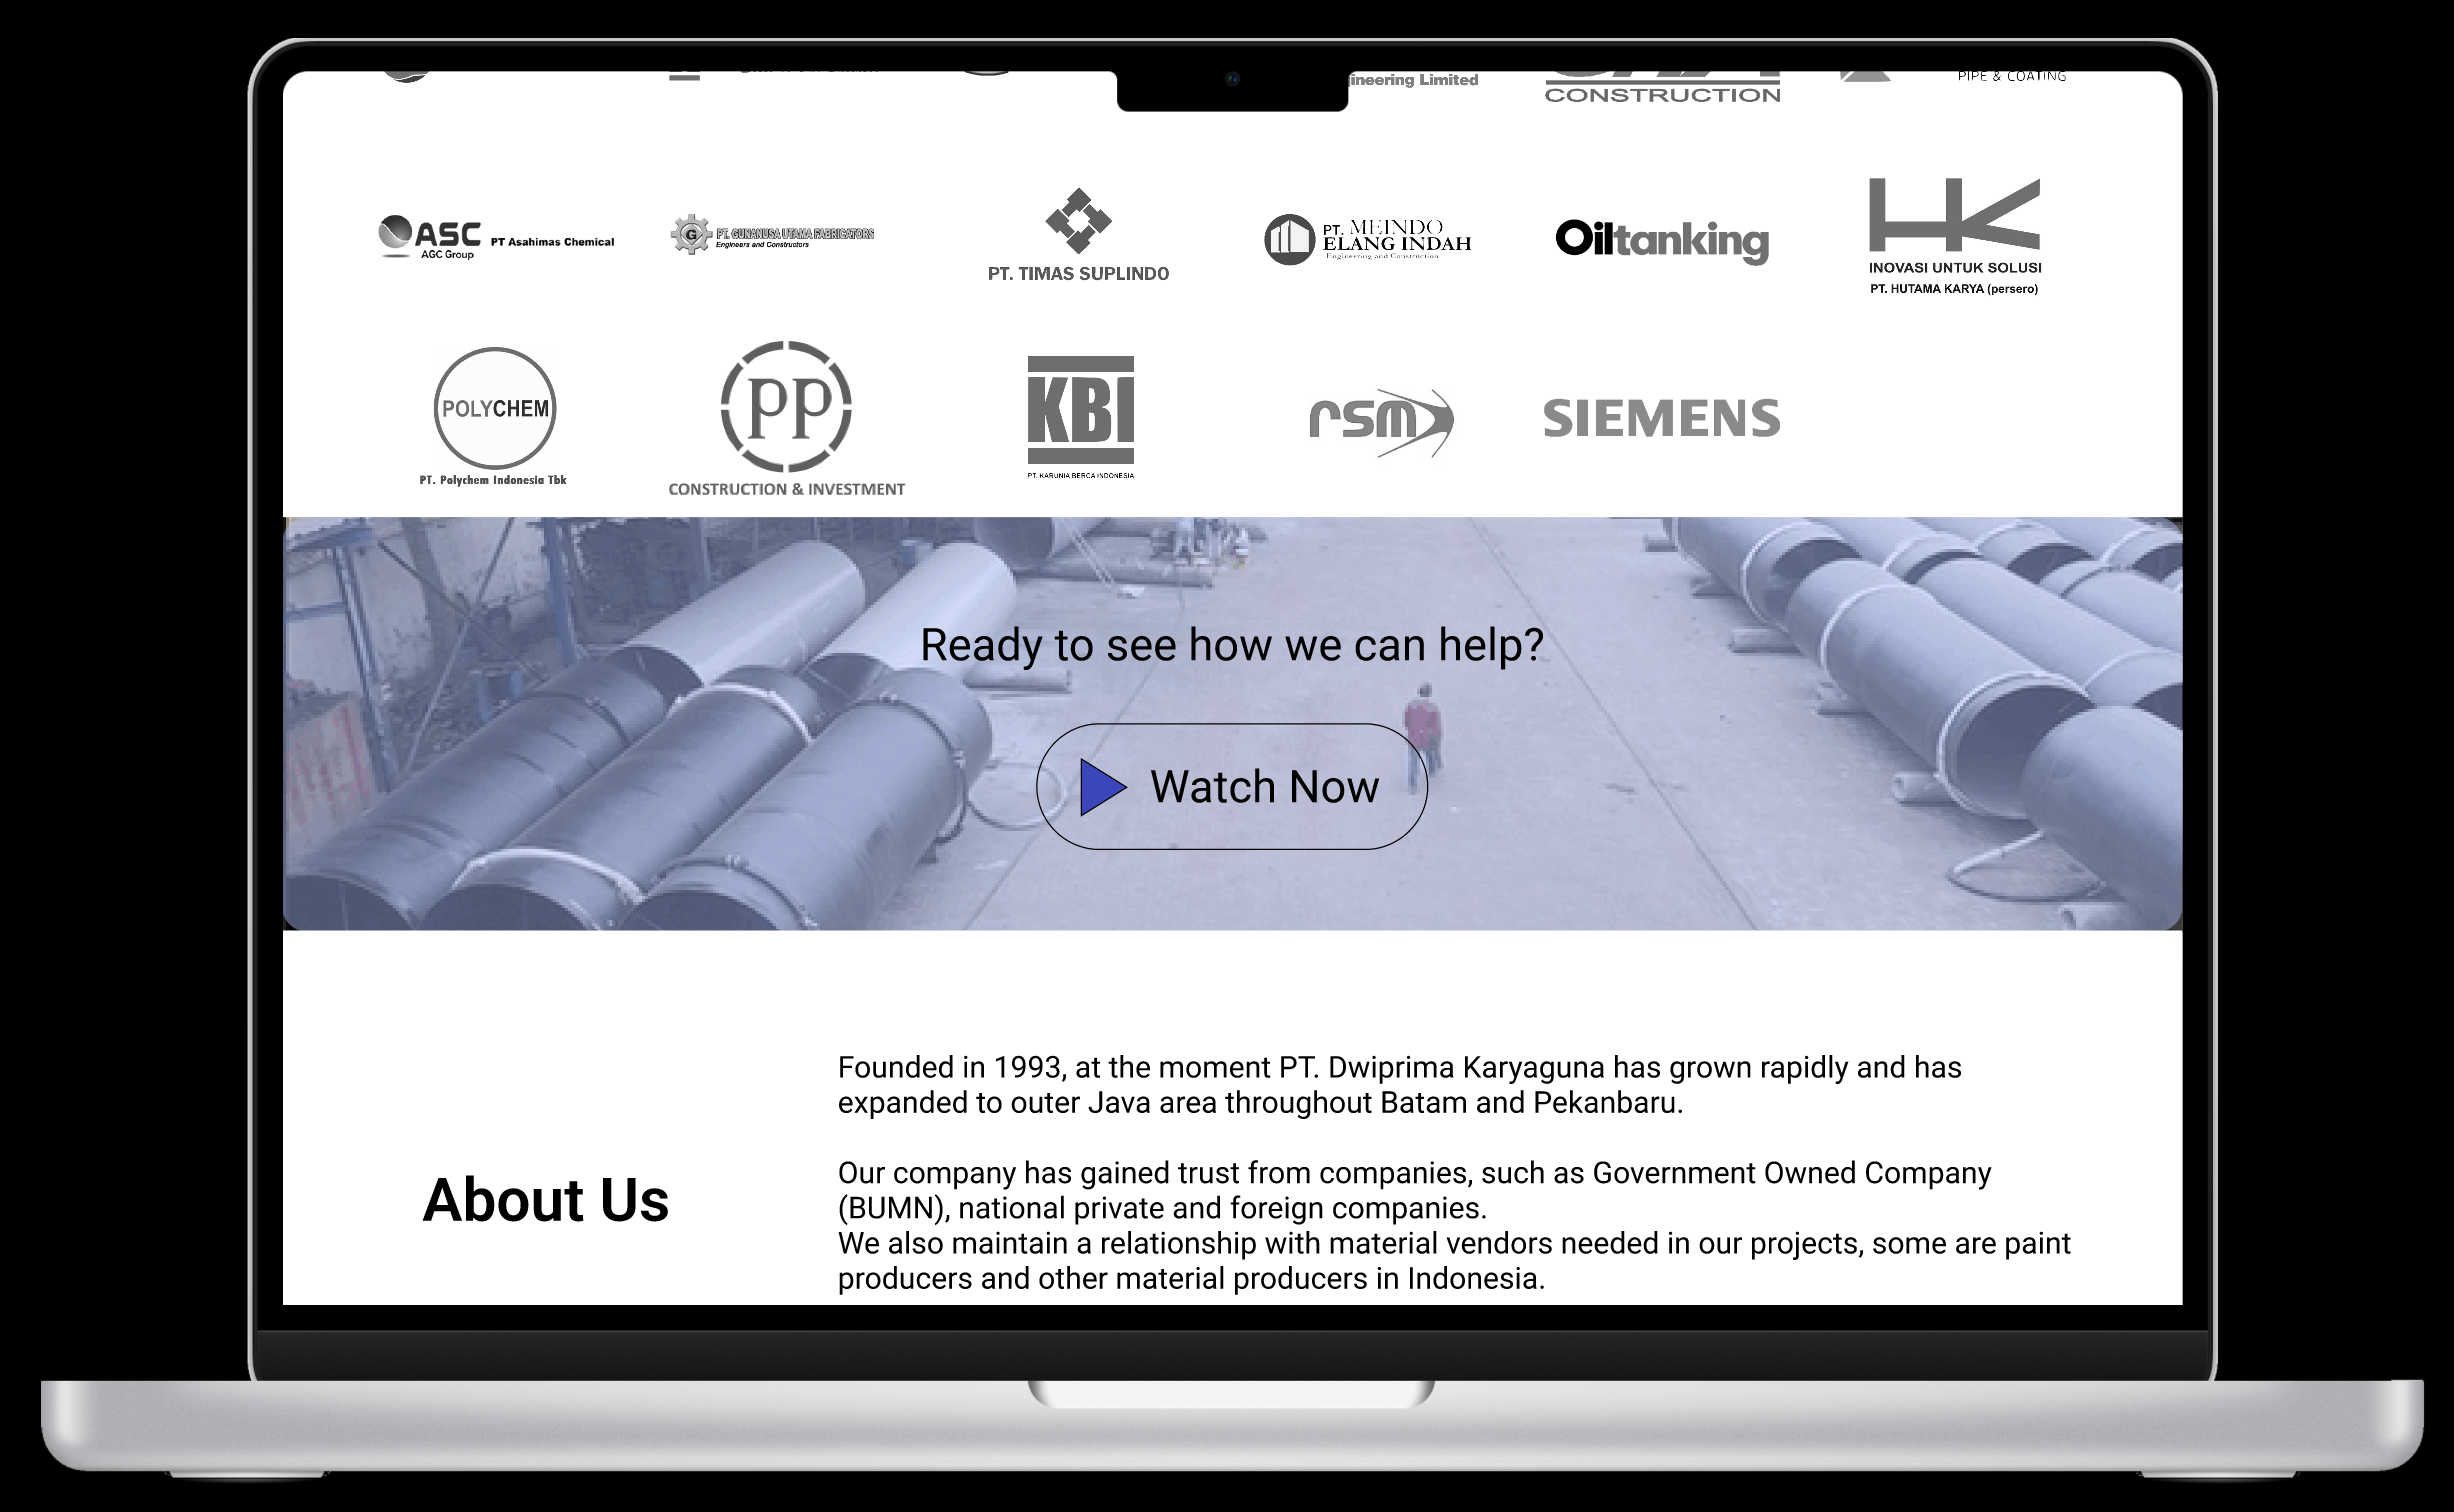 ineering Limited
CONSTRUCTION
PIPE & COATING
ASC
AGC Group
PT Asahimas Chemical
G
PT. GUNANUSA UTAMA FABRICATORS
Engineers and Constructors
PT. TIMAS SUPLINDO
PT. MEINDO
ELANG INDAH
Engineering and Construction
Oiltanking
HK
INOVASI UNTUK SOLUSI
PT. HUTAMA KARYA (persero)
POLYCHEM
PT. Polychem Indonesia Tbk
PP
CONSTRUCTION & INVESTMENT
KBI
PT. KARUNIA BERCA INDONESIA
rsm
SIEMENS
Ready to see how we can help?
Watch Now
About Us
Founded in 1993, at the moment PT. Dwiprima Karyaguna has grown rapidly and has
expanded to outer Java area throughout Batam and Pekanbaru.
Our company has gained trust from companies, such as Government Owned Company
(BUMN), national private and foreign companies.
We also maintain a relationship with material vendors needed in our projects, some are paint
producers and other material producers in Indonesia.